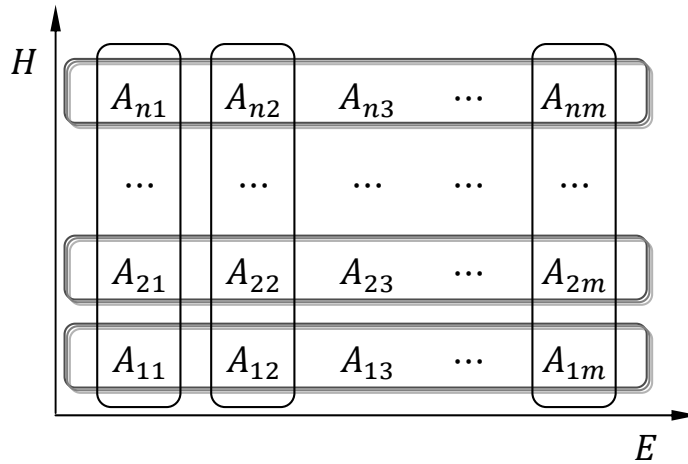 H
A_{n1} A_{n2} A_{n3} ··· A_{nm}
··· ··· ··· ··· ···
A_{21} A_{22} A_{23} ··· A_{2m}
A_{11} A_{12} A_{13} ··· A_{1m}
E